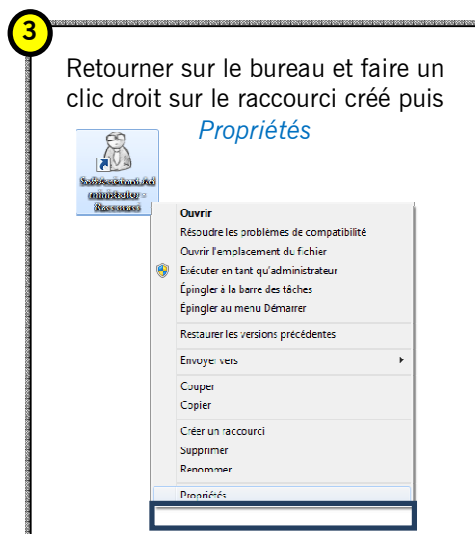 3
Retourner sur le bureau et faire un
clic droit sur le raccourci créé puis
Propriétés
Ouvrir
Résoudre les problèmes de compatibilité
Ouvrir l'emplacement du fichier
Exécuter en tant qu'administrateur
Épingler à la barre des tâches
Épingler au menu Démarrer
Restaurer les versions précédentes
Envoyer vers
Couper
Copier
Créer un raccourci
Supprimer
Renommer
Propriétés
ministrator -
Raccourci